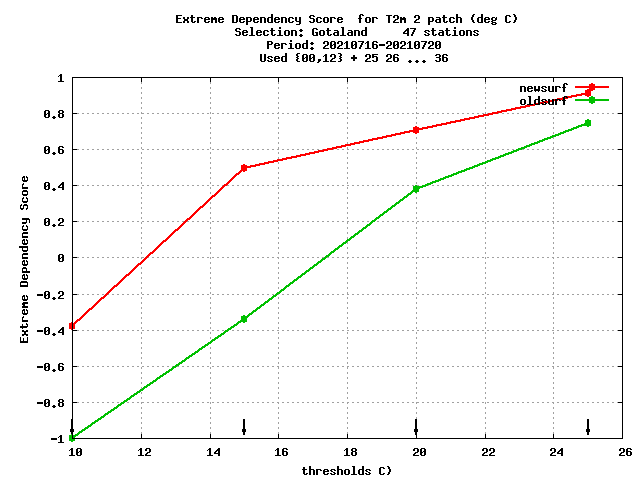 Extreme Dependency Score  for T2m 2 patch (deg C)
Selection: Gotaland     47 stations
Period: 20210716-20210720
Used {00,12} + 25 26 ... 36
newsurf
oldsurf
Extreme Dependency Score
1
0.8
0.6
0.4
0.2
0
-0.2
-0.4
-0.6
-0.8
-1
10 12 14 16 18 20 22 24 26
thresholds C)